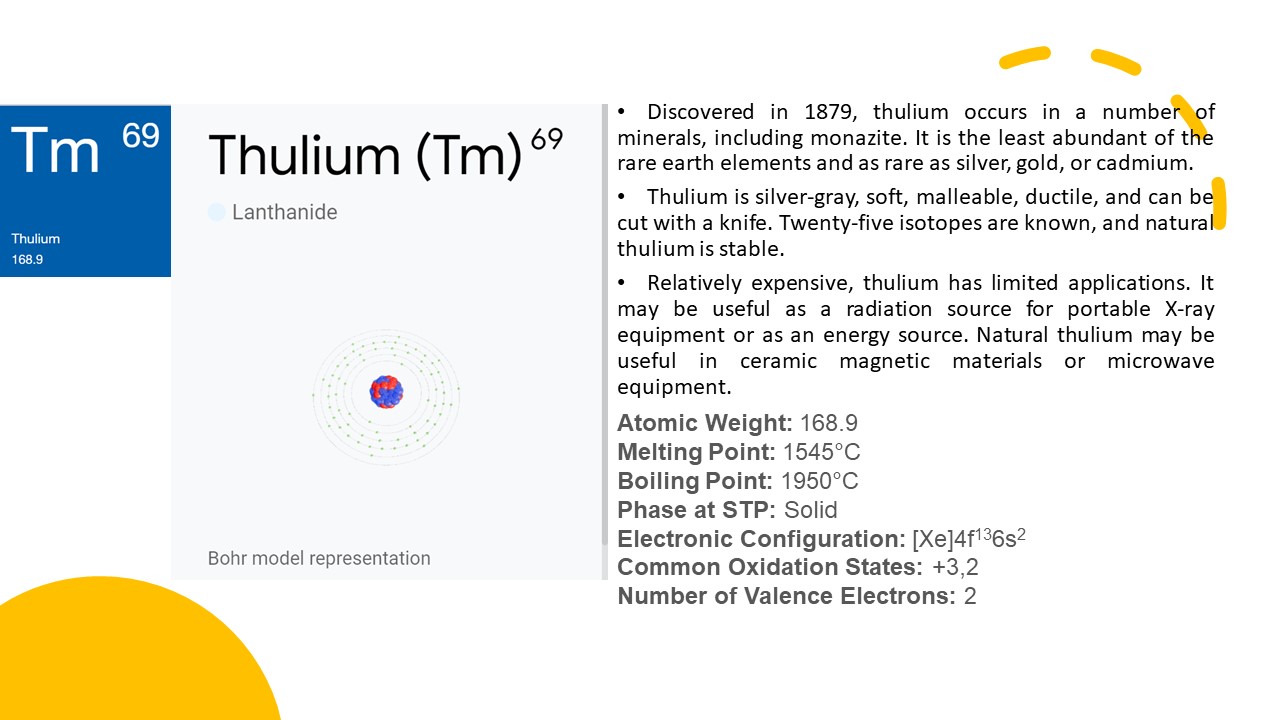 Tm 69
Thulium
168.9
Thulium (Tm)⁶⁹
Lanthanide
Bohr model representation
• Discovered in 1879, thulium occurs in a number of
minerals, including monazite. It is the least abundant of the
rare earth elements and as rare as silver, gold, or cadmium.
• Thulium is silver-gray, soft, malleable, ductile, and can be
cut with a knife. Twenty-five isotopes are known, and natural
thulium is stable.
• Relatively expensive, thulium has limited applications. It
may be useful as a radiation source for portable X-ray
equipment or as an energy source. Natural thulium may be
useful in ceramic magnetic materials or microwave
equipment.
Atomic Weight: 168.9
Melting Point: 1545°C
Boiling Point: 1950°C
Phase at STP: Solid
Electronic Configuration: [Xe]4f¹³6s²
Common Oxidation States: +3,2
Number of Valence Electrons: 2